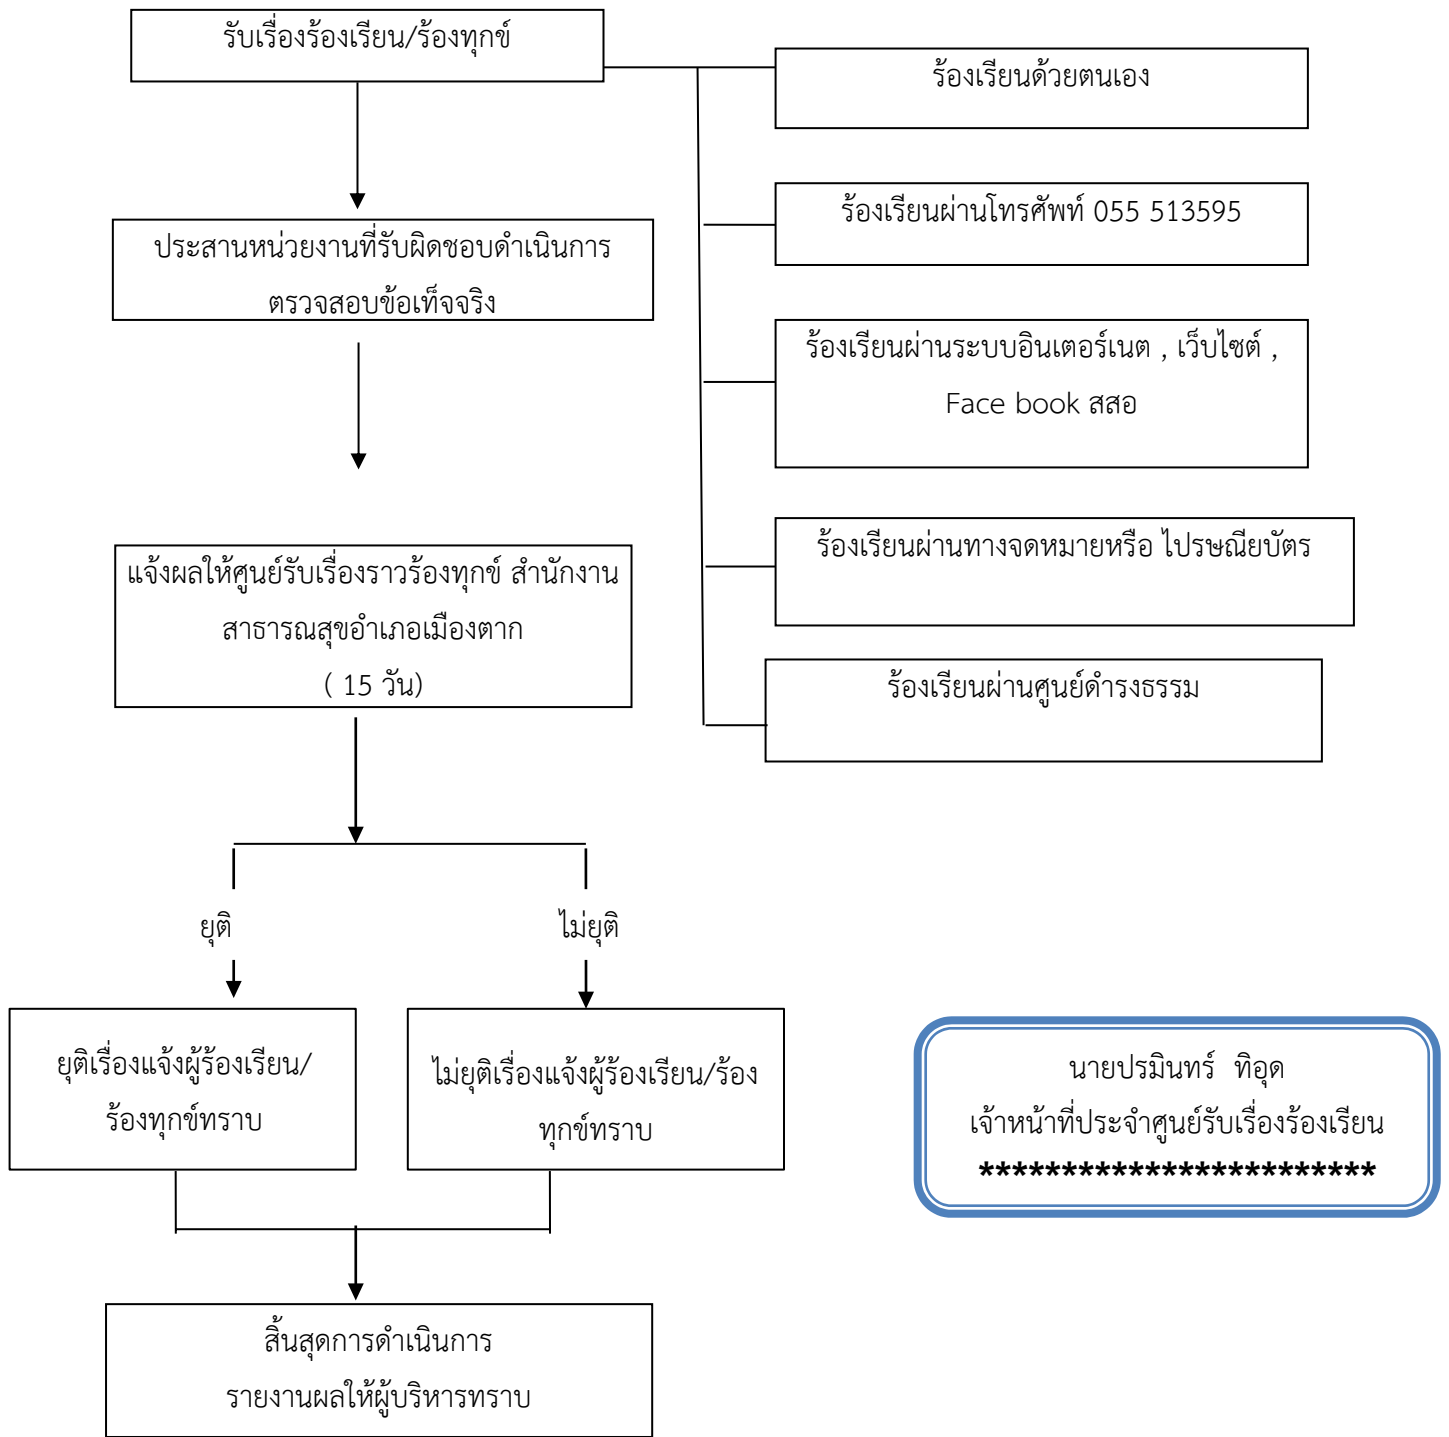 รับเรื่องร้องเรียน/ร้องทุกข์
ร้องเรียนด้วยตนเอง
ร้องเรียนผ่านโทรศัพท์ 055 513595
ประสานหน่วยงานที่รับผิดชอบดำเนินการ
ตรวจสอบข้อเท็จจริง
ร้องเรียนผ่านระบบอินเตอร์เนต , เว็บไซต์ ,
Face book สสอ
ร้องเรียนผ่านทางจดหมายหรือ ไปรษณียบัตร
แจ้งผลให้ศูนย์รับเรื่องราวร้องทุกข์ สำนักงาน
สาธารณสุขอำเภอเมืองตาก
( 15 วัน)
ร้องเรียนผ่านศูนย์ดำรงธรรม
ยุติ
ไม่ยุติ
ยุติเรื่องแจ้งผู้ร้องเรียน/
ร้องทุกข์ทราบ
ไม่ยุติเรื่องแจ้งผู้ร้องเรียน/ร้อง
ทุกข์ทราบ
นายปรมินทร์ ทิอุด
เจ้าหน้าที่ประจำศูนย์รับเรื่องร้องเรียน
************************
สิ้นสุดการดำเนินการ
รายงานผลให้ผู้บริหารทราบ